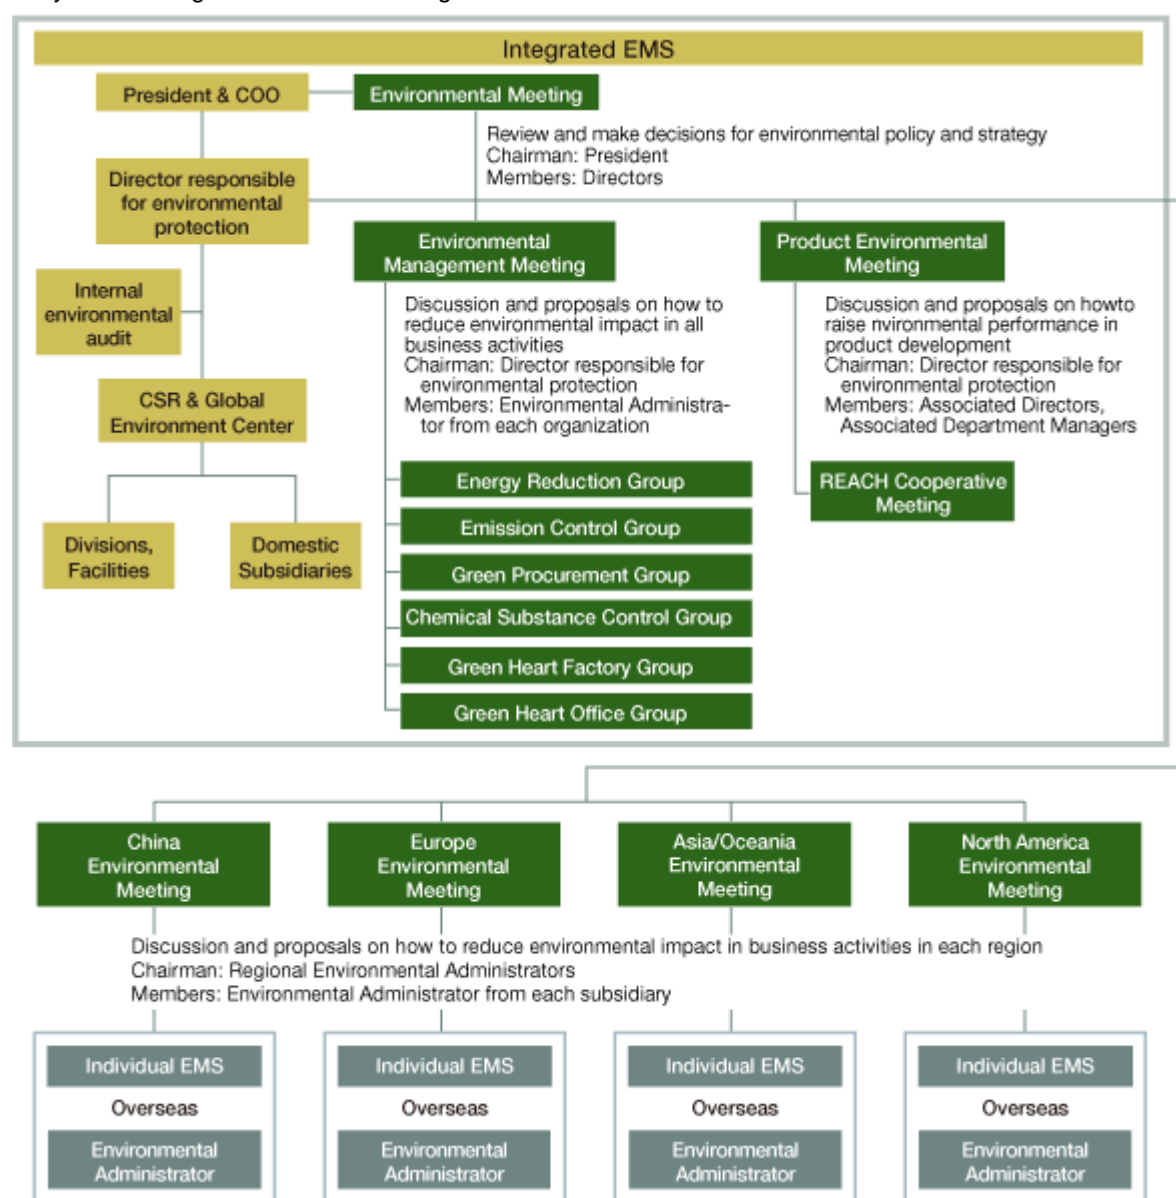 Integrated EMS
President & COO
Environmental Meeting
Review and make decisions for environmental policy and strategy
Chairman: President
Members: Directors
Director responsible
for environmental
protection
Environmental
Management Meeting
Product Environmental
Meeting
Internal
environmental
audit
Discussion and proposals on how to
reduce environmental impact in all
business activities
Chairman: Director responsible for
environmental protection
Members: Environmental Administra-
tor from each organization
Discussion and proposals on howto
raise nvironmental performance in
product development
Chairman: Director responsible for
environmental protection
Members: Associated Directors,
Associated Department Managers
CSR & Global
Environment Center
Energy Reduction Group
REACH Cooperative
Meeting
Emission Control Group
Divisions,
Facilities
Domestic
Subsidiaries
Green Procurement Group
Chemical Substance Control Group
Green Heart Factory Group
Green Heart Office Group
China
Environmental
Meeting
Europe
Environmental
Meeting
Asia/Oceania
Environmental
Meeting
North America
Environmental
Meeting
Discussion and proposals on how to reduce environmental impact in business activities in each region
Chairman: Regional Environmental Administrators
Members: Environmental Administrator from each subsidiary
Individual EMS
Overseas
Environmental
Administrator
Individual EMS
Overseas
Environmental
Administrator
Individual EMS
Overseas
Environmental
Administrator
Individual EMS
Overseas
Environmental
Administrator